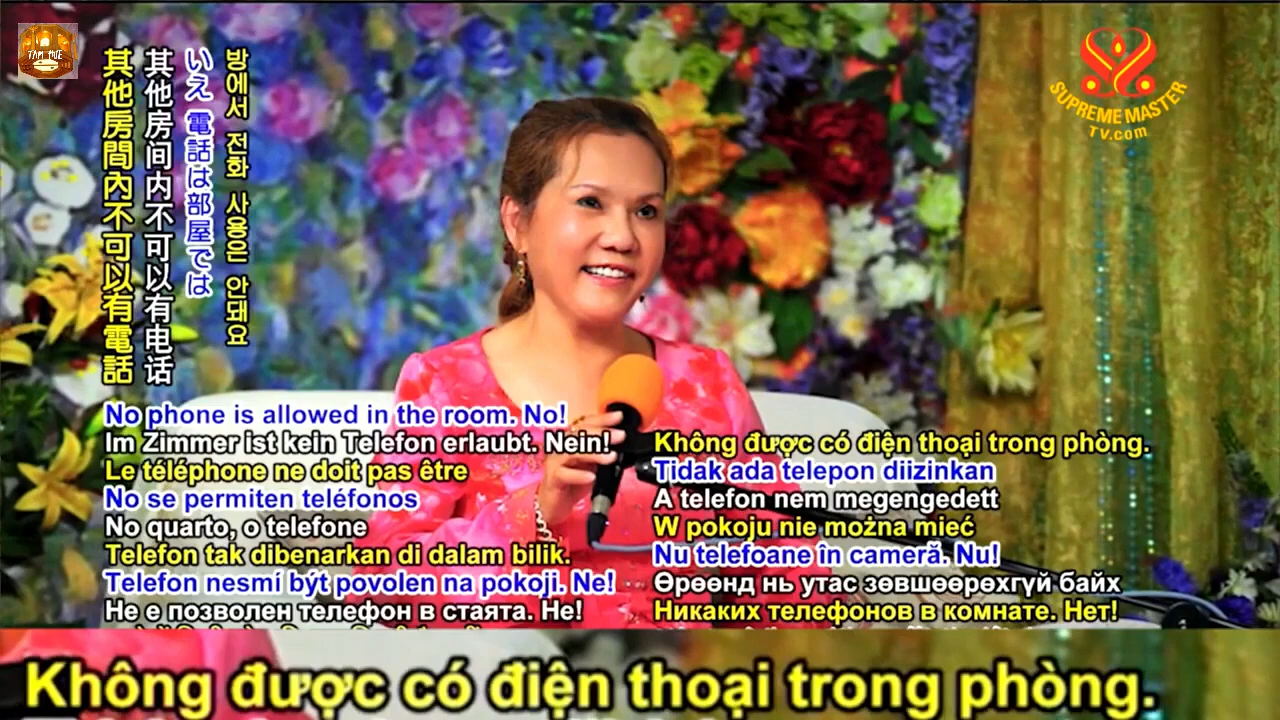 TÂM TUỆ
SUPREME MASTER
TV.com
其他房間內不可以有電話
其他房间内不可以有电话
いえ 電話は部屋では
방에서 전화 사용은 안돼요
No phone is allowed in the room. No!
Im Zimmer ist kein Telefon erlaubt. Nein!
Le téléphone ne doit pas être
No se permiten teléfonos
No quarto, o telefone
Telefon tak dibenarkan di dalam bilik.
Telefon nesmí být povolen na pokoji. Ne!
Не е позволен телефон в стаята. Не!
Không được có điện thoại trong phòng.
Tidak ada telepon diizinkan
A telefon nem megengedett
W pokoju nie można mieć
Nu telefoane în cameră. Nu!
Өрөөнд нь утас зөвшөөрөхгүй байх
Никаких телефонов в комнате. Нет!
Không được có điện thoại trong phòng.